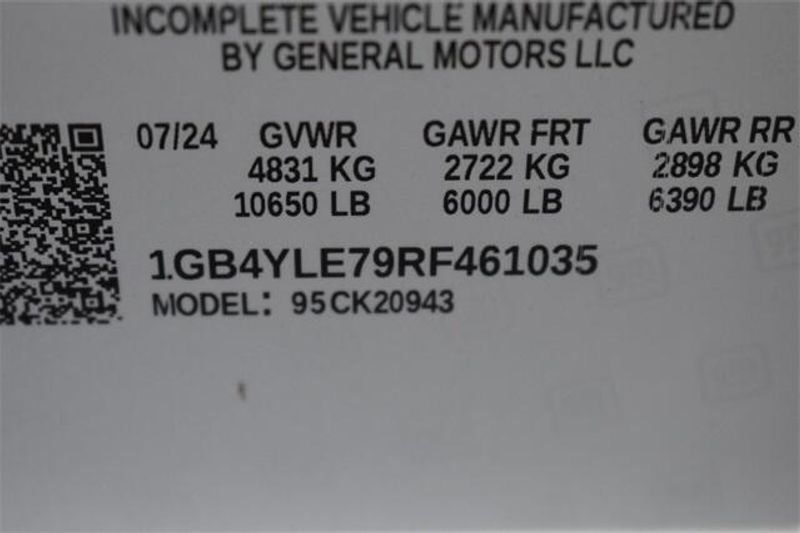 INCOMPLETE VEHICLE MANUFACTURED
BY GENERAL MOTORS LLC
07/24 GVWR GAWR FRT GAWR RR
4831 KG 2722 KG 2898 KG
10650 LB 6000 LB 6390 LB
1GB4YLE79RF461035
MODEL: 95CK20943